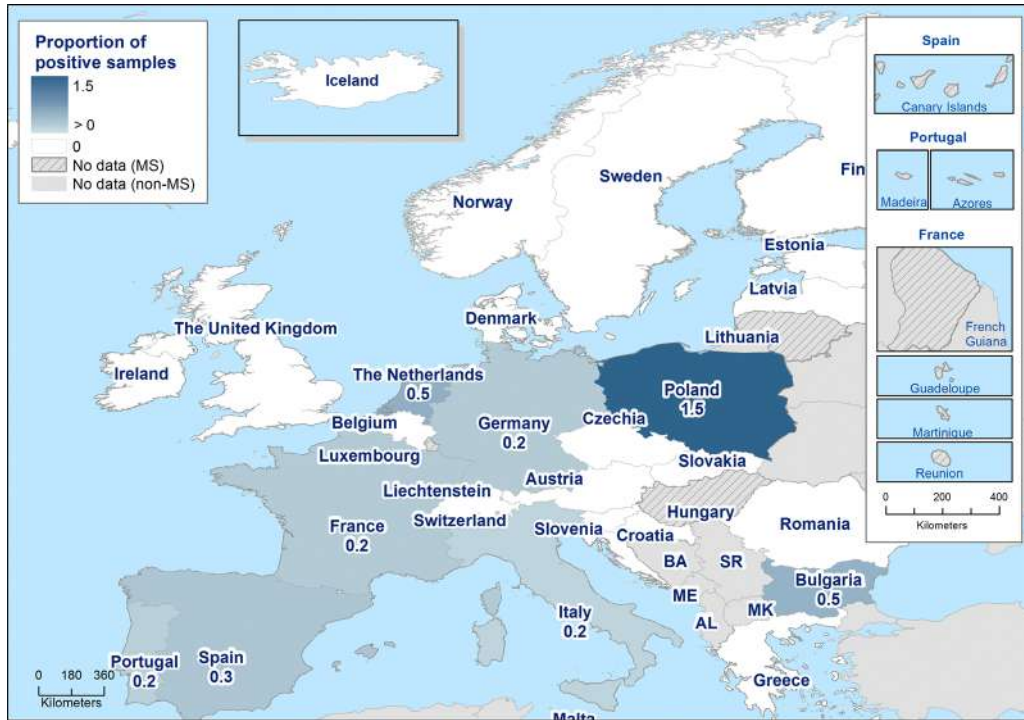 Proportion of
positive samples
1.5
> 0
0
No data (MS)
No data (non-MS)
Iceland
Spain
Canary Islands
Portugal
Madeira
Azores
France
French
Guiana
Guadeloupe
Martinique
Reunion
0 200 400
Kilometers
Norway
Sweden
Fin
Estonia
Latvia
Lithuania
Denmark
The United Kingdom
Ireland
The Netherlands
0.5
Belgium
Luxembourg
Germany
0.2
Poland
1.5
Czechia
Slovakia
Austria
Liechtenstein
Switzerland
Slovenia
Hungary
Croatia
Romania
France
0.2
BA
SR
ME
MK
AL
Bulgaria
0.5
Italy
0.2
Portugal
0.2
Spain
0.3
Greece
Malta
0 180 360
Kilometers